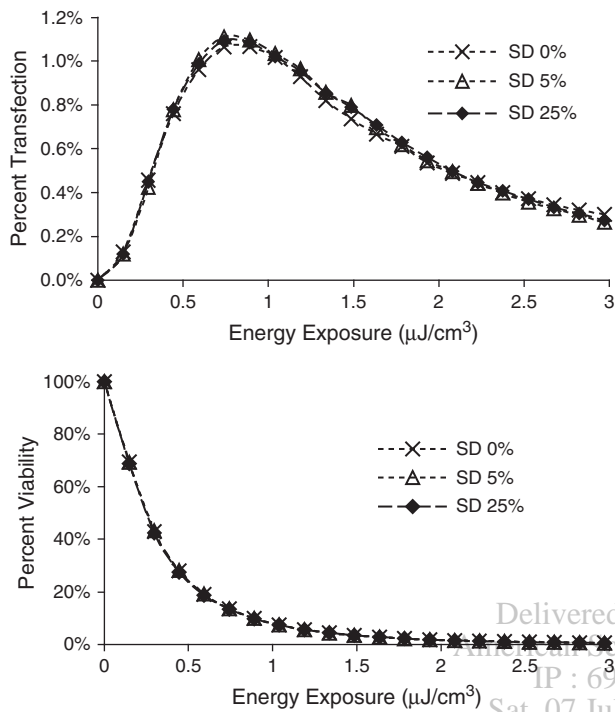 1.2%
1.0%
0.8%
0.6%
0.4%
0.2%
0.0%
Percent Transfection
SD 0%
SD 5%
SD 25%
0 0.5 1 1.5 2 2.5 3
Energy Exposure (μJ/cm³)
100%
80%
60%
40%
20%
0%
Percent Viability
SD 0%
SD 5%
SD 25%
0 0.5 1 1.5 2 2.5 3
Energy Exposure (μJ/cm³)
Delivered
IP : 69
Sat, 07 Ju